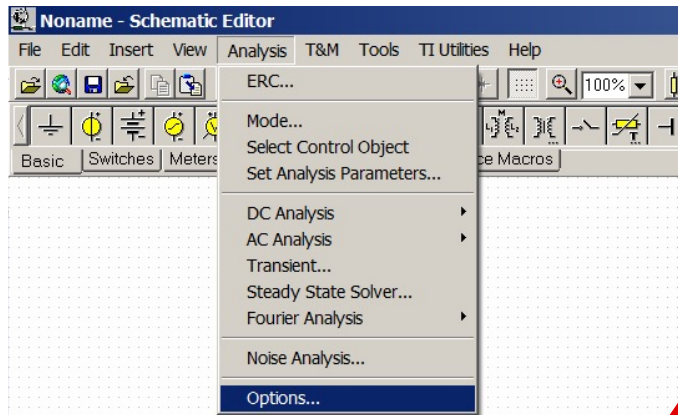 Noname - Schematic Editor
File Edit Insert View Analysis T&M Tools TI Utilities Help
100%
Basic Switches Meters ce Macros
ERC...
Mode...
Select Control Object
Set Analysis Parameters...
DC Analysis
AC Analysis
Transient...
Steady State Solver...
Fourier Analysis
Noise Analysis...
Options...